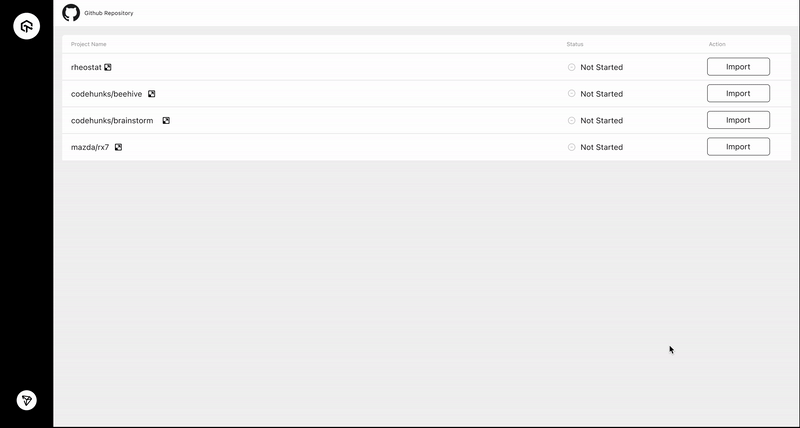 Github Repository
Project Name Status Action
rheostat Not Started Import
codehunks/beehive Not Started Import
codehunks/brainstorm Not Started Import
mazda/rx7 Not Started Import